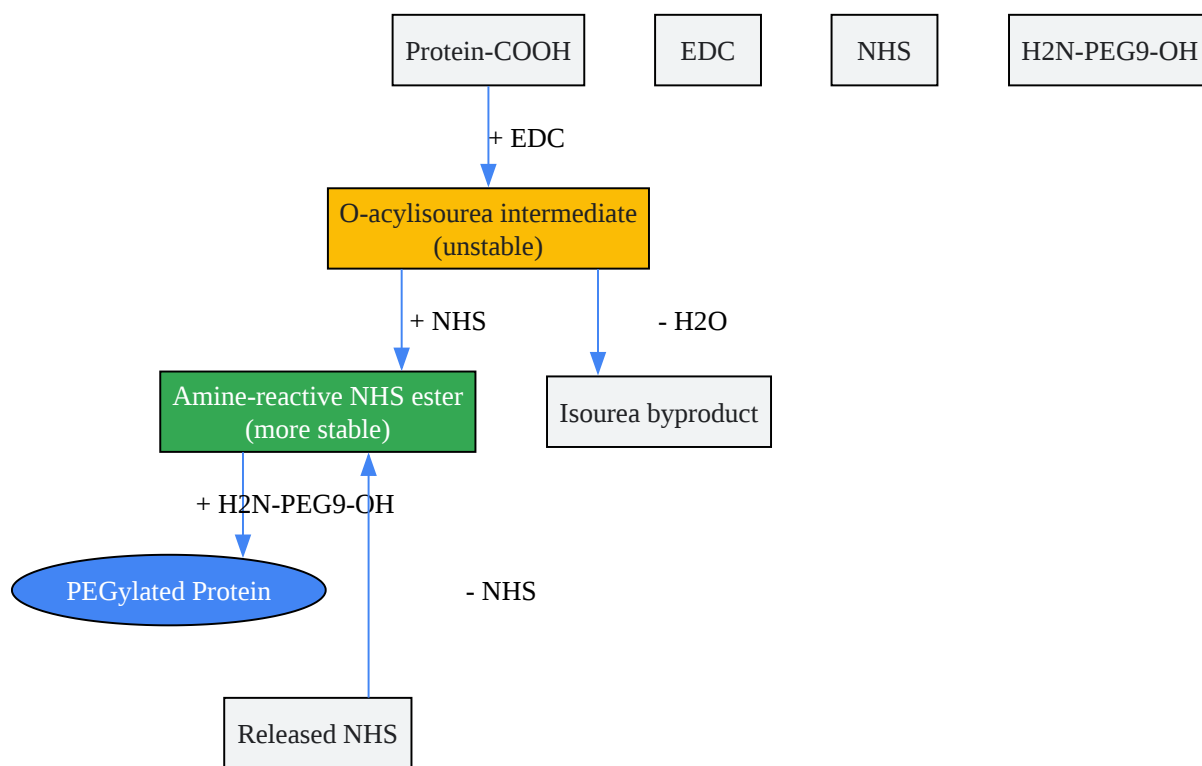 Protein-COOH
EDC
NHS
H2N-PEG9-OH
+ EDC
O-acylisourea intermediate
(unstable)
+ NHS
- H2O
Amine-reactive NHS ester
(more stable)
Isourea byproduct
+ H2N-PEG9-OH
PEGylated Protein
- NHS
Released NHS